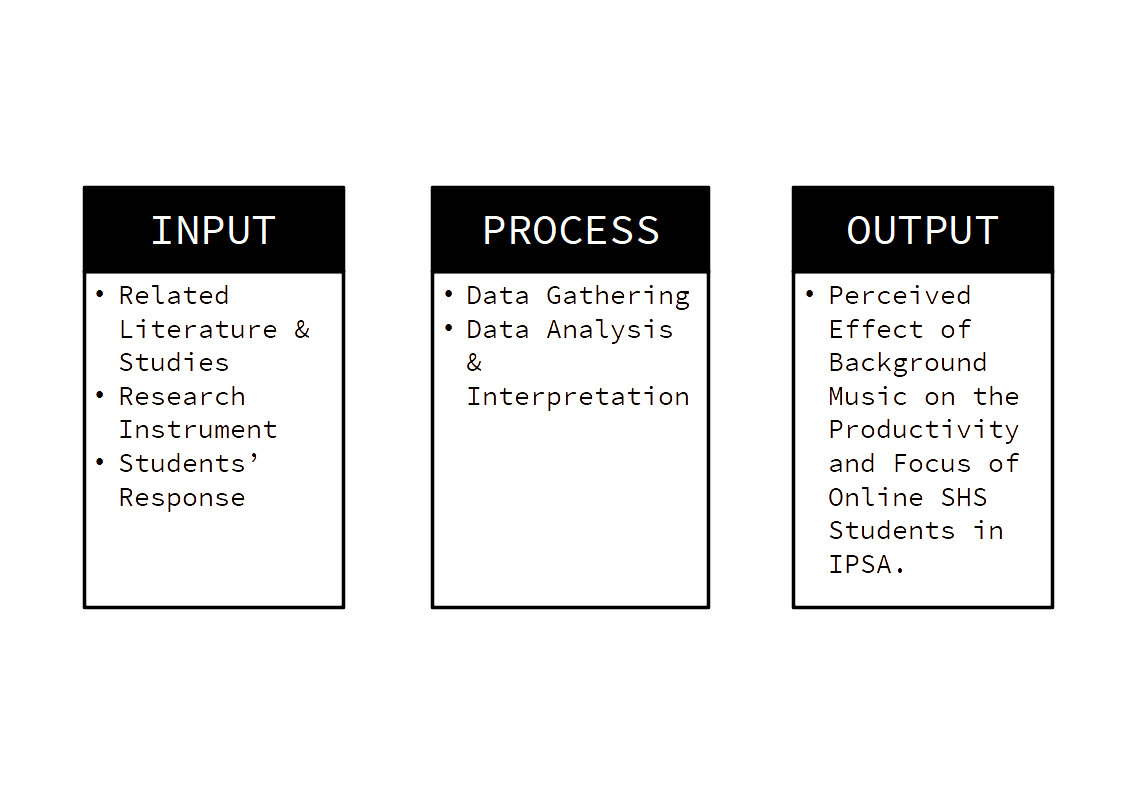 INPUT
• Related
Literature &
Studies
• Research
Instrument
• Students’
Response
PROCESS
• Data Gathering
• Data Analysis
&
Interpretation
OUTPUT
• Perceived
Effect of
Background
Music on the
Productivity
and Focus of
Online SHS
Students in
IPSA.